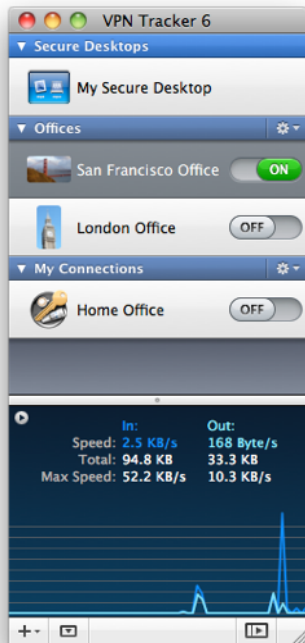 VPN Tracker 6
Secure Desktops
My Secure Desktop
Offices
San Francisco Office ON
London Office OFF
My Connections
Home Office OFF
In: Out:
Speed: 2.5 KB/s 168 Byte/s
Total: 94.8 KB 33.3 KB
Max Speed: 52.2 KB/s 10.3 KB/s